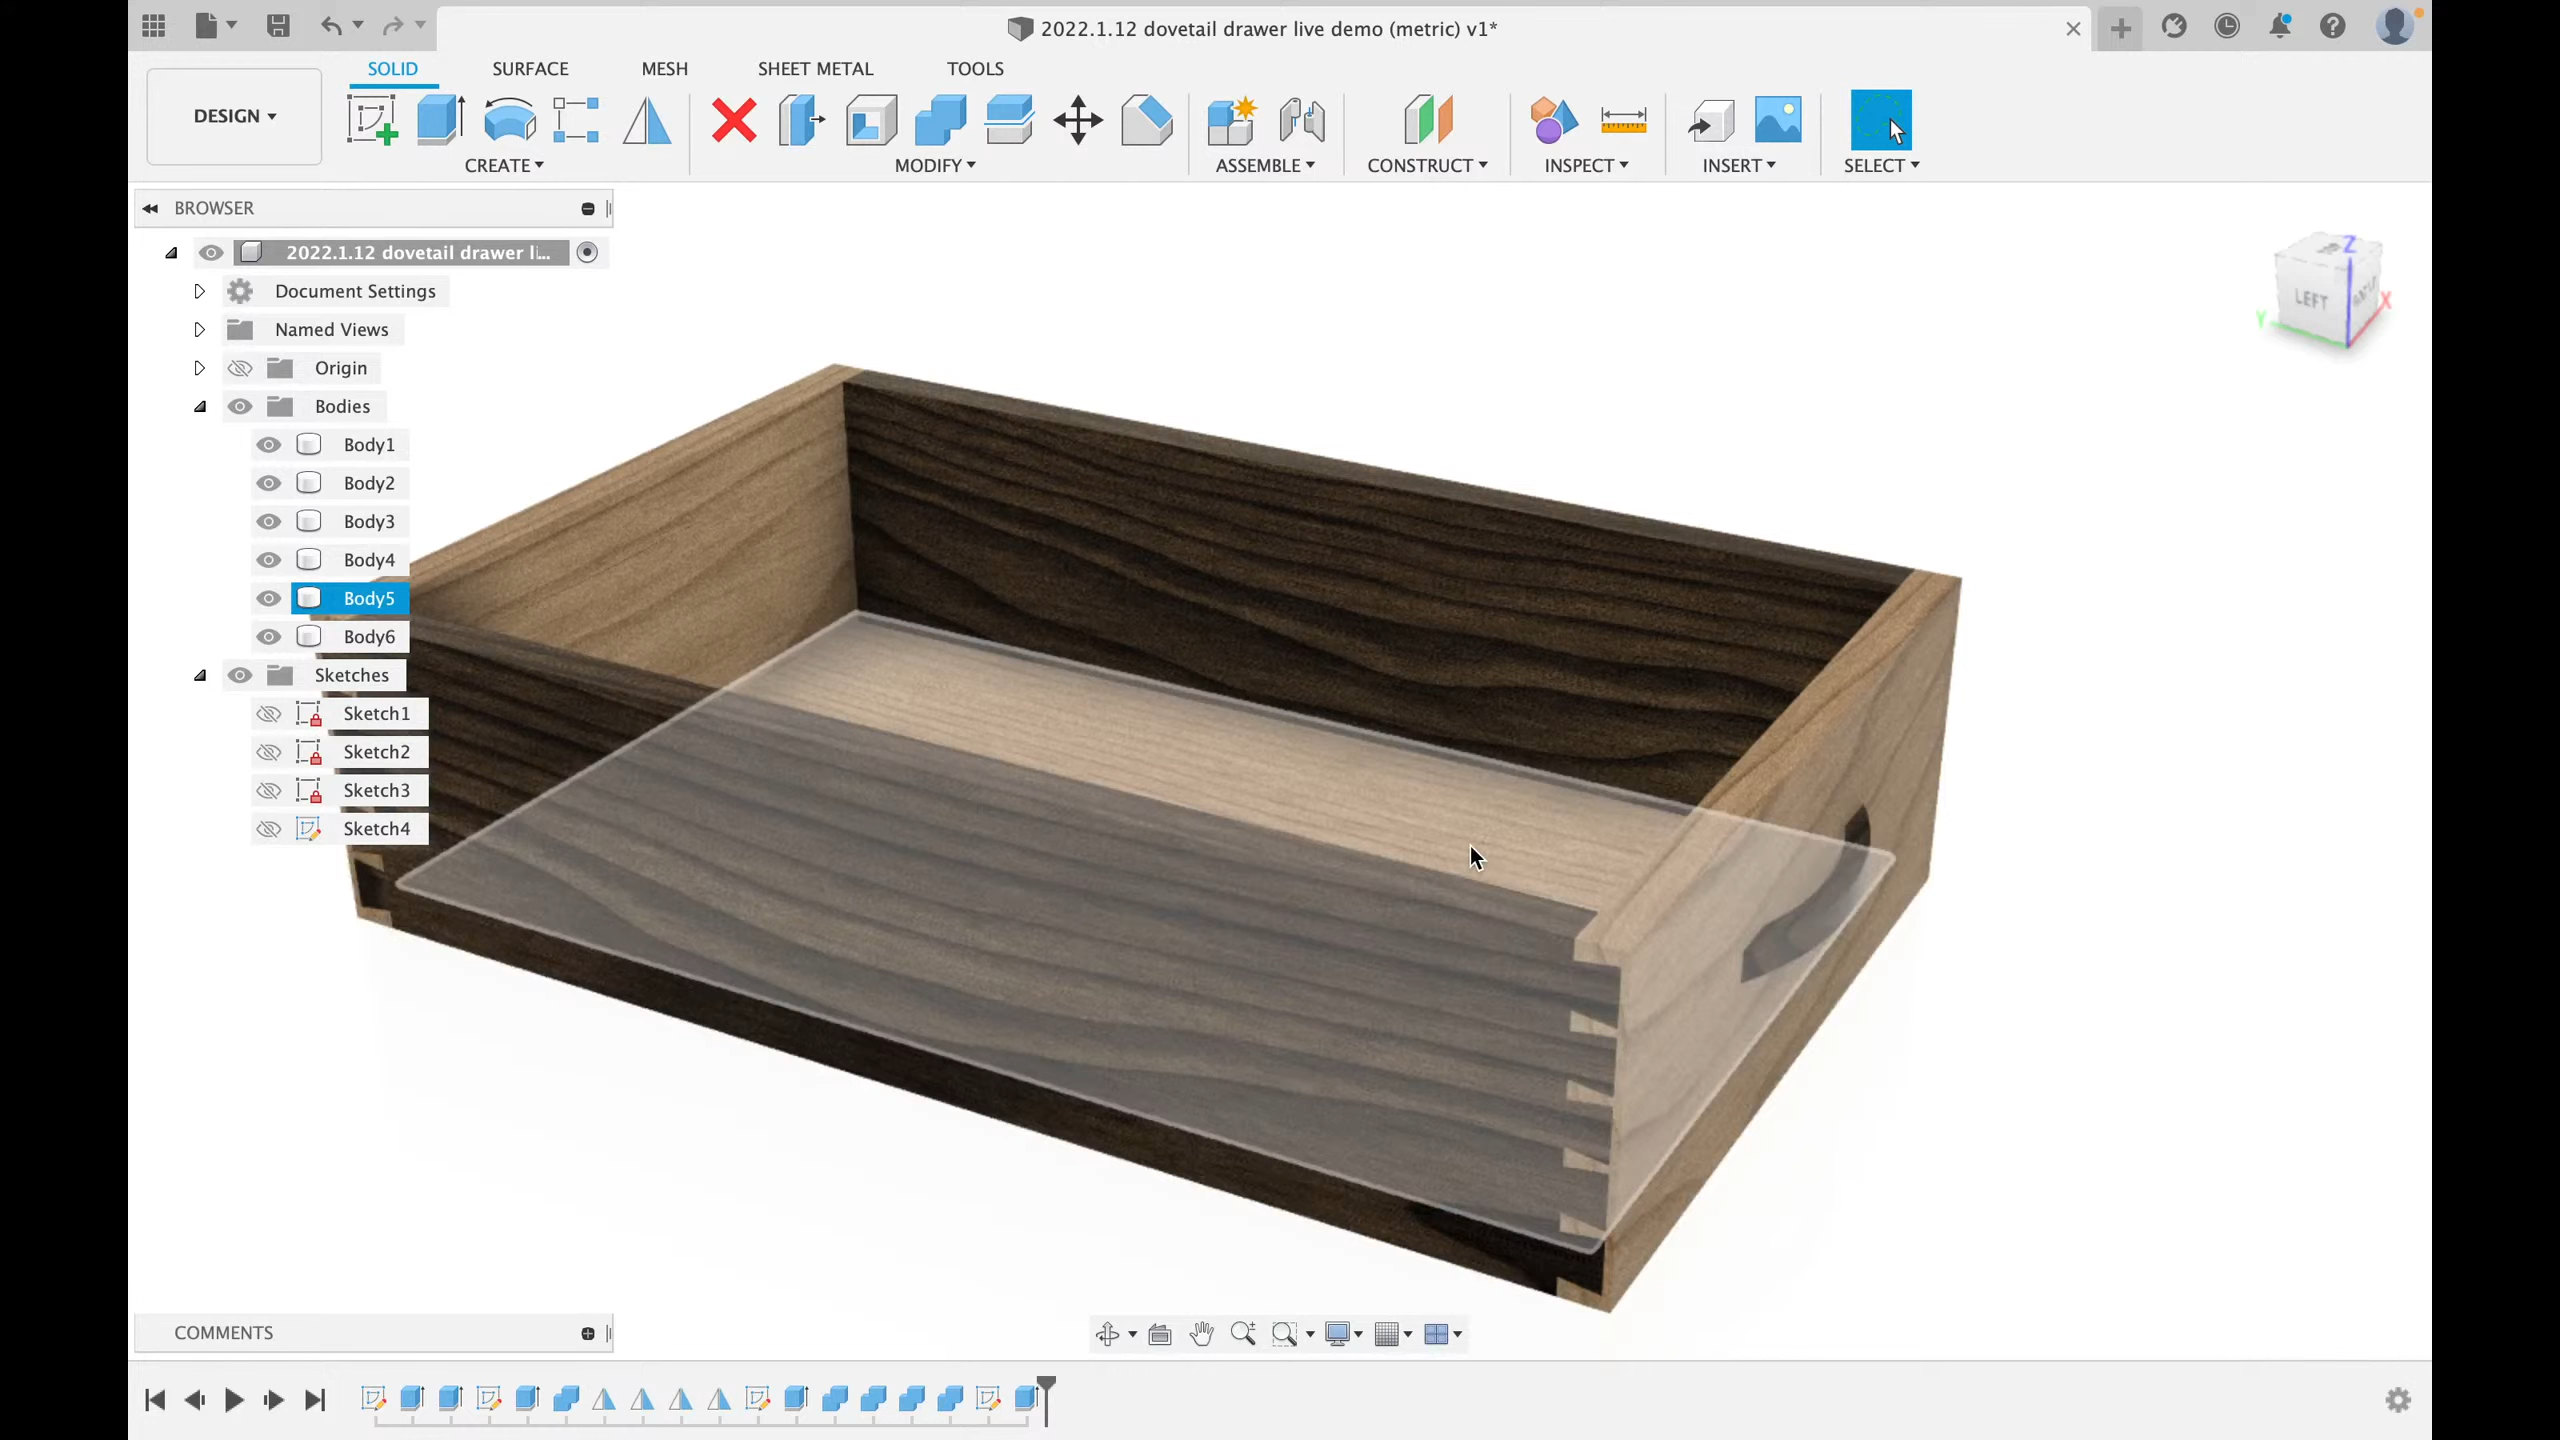 2022.1.12 dovetail drawer live demo (metric) v1*
SOLID SURFACE MESH SHEET METAL TOOLS
DESIGN
CREATE MODIFY ASSEMBLE CONSTRUCT INSPECT INSERT SELECT
BROWSER
2022.1.12 dovetail drawer li...
Document Settings
Named Views
Origin
Bodies
Body1
Body2
Body3
Body4
Body5
Body6
Sketches
Sketch1
Sketch2
Sketch3
Sketch4
Z
LEFT
X
Y
COMMENTS